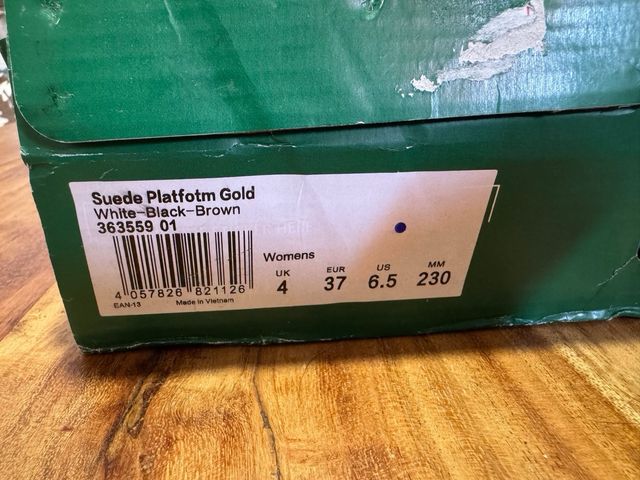 Suede Platfotm Gold
White-Black-Brown
363559 01
Womens
UK EUR US MM
4 37 6.5 230
4 057826 821126
EAN-13 Made in Vietnam